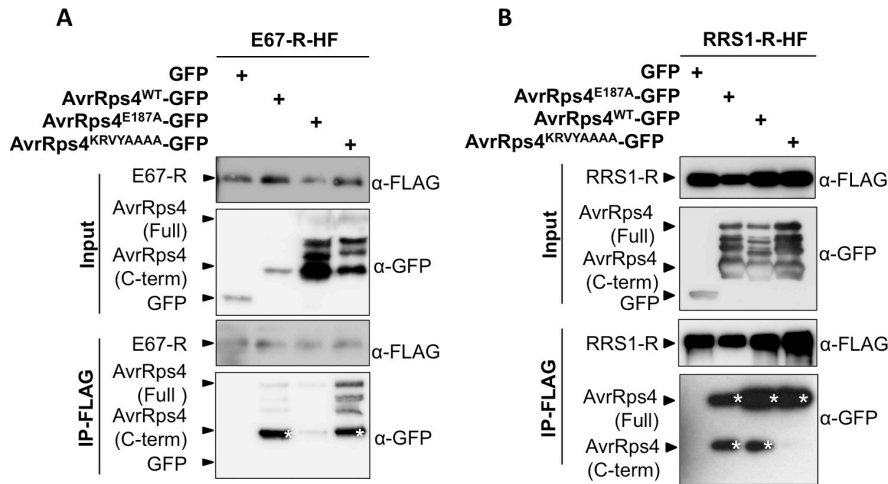 A
E67-R-HF
GFP +
AvrRps4WT-GFP +
AvrRps4E187A-GFP +
AvrRps4KRVYAAAA-GFP +
Input
E67-R
α-FLAG
AvrRps4
(Full)
AvrRps4
(C-term)
α-GFP
GFP
IP-FLAG
E67-R
α-FLAG
AvrRps4
(Full )
AvrRps4
(C-term)
* *
α-GFP
GFP
B
RRS1-R-HF
GFP +
AvrRps4E187A-GFP +
AvrRps4WT-GFP +
AvrRps4KRVYAAAA-GFP +
Input
RRS1-R
α-FLAG
AvrRps4
(Full)
AvrRps4
(C-term)
α-GFP
GFP
IP-FLAG
RRS1-R
α-FLAG
AvrRps4
(Full)
* * *
α-GFP
AvrRps4
(C-term)
* *